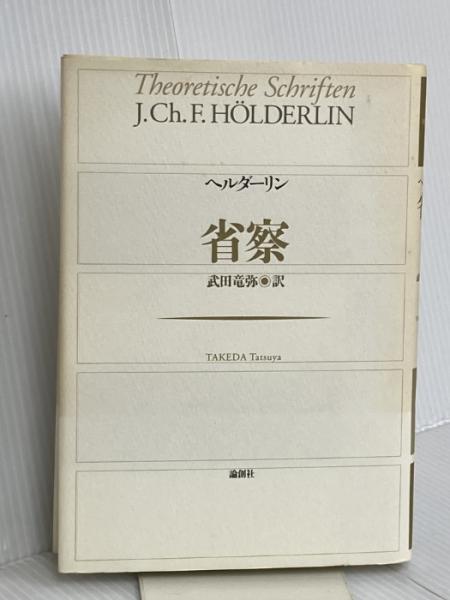 Theoretische Schriften
J.Ch.F.HÖLDERLIN
ヘルダーリン
省察
武田竜弥◉訳
TAKEDA Tatsuya
論創社